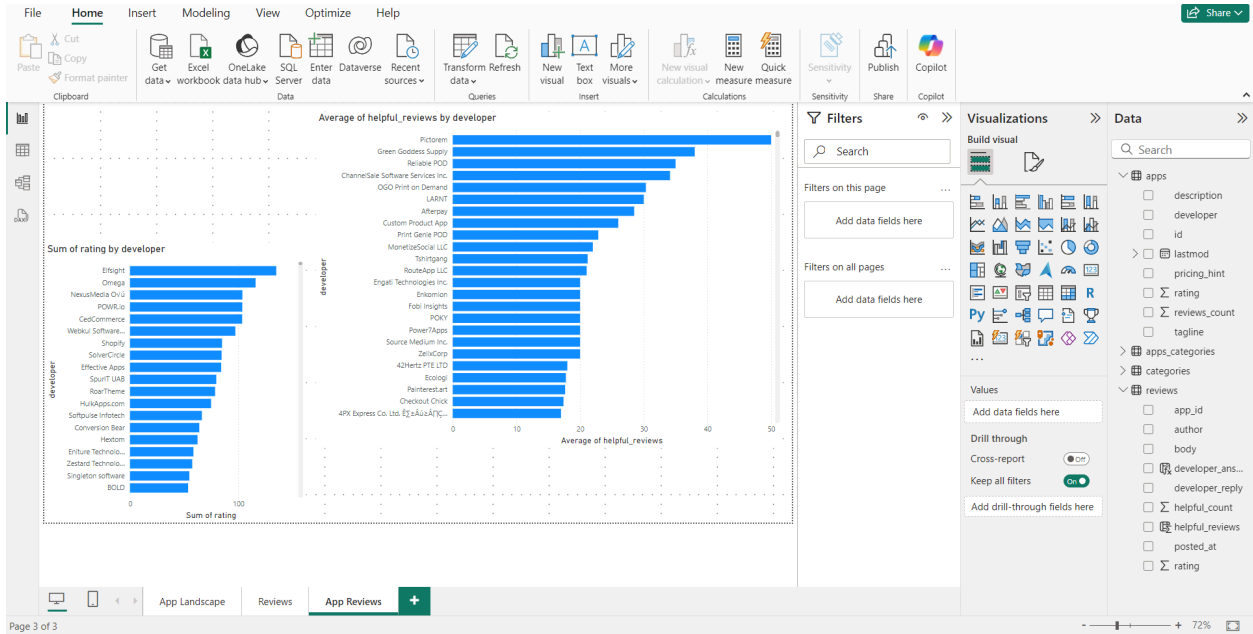 File Home Insert Modeling View Optimize Help
Share
Paste
Cut
Copy
Format painter
Clipboard
Get data
Excel workbook
OneLake data hub
SQL Server
Enter data
Dataverse
Recent sources
Data
Transform data
Refresh
Queries
New visual
Text box
More visuals
Insert
New visual calculation
New measure
Quick measure
Calculations
Sensitivity
Sensitivity
Publish
Share
Copilot
Copilot
Average of helpful_reviews by developer
developer
Pictorem
Green Goddess Supply
Reliable POD
ChannelSale Software Services Inc.
OGO Print on Demand
LARNT
Afterpay
Custom Product App
Print Genie POD
MonetizeSocial LLC
Tshirtgang
RouteApp LLC
Engati Technologies Inc.
Enkomion
Fobi Insights
POKY
Power7Apps
Source Medium Inc.
ZelixCorp
42Hertz PTE LTD
Ecologi
Painterest.art
Checkout Chick
4PX Express Co. Ltd.
0 10 20 30 40 50
Average of helpful_reviews
Sum of rating by developer
developer
Elfsight
Omega
NexusMedia
POWR.io
CedCommerce
Webkul Software...
Shopify
SolverCircle
Effective Apps
SpurIT UAB
RoarTheme
HulkApps.com
Softpulse Infotech
Conversion Bear
Hextom
Eniture Technolo...
Zestard Technolo...
Singleton software
BOLD
0 100
Sum of rating
Filters
Search
Filters on this page ...
Add data fields here
Filters on all pages ...
Add data fields here
Visualizations
Build visual
123
R
Py
...
Values
Add data fields here
Drill through
Cross-report Off
Keep all filters On
Add drill-through fields here
Data
Search
apps
description
developer
id
lastmod
pricing_hint
rating
reviews_count
tagline
apps_categories
categories
reviews
app_id
author
body
developer_ans...
developer_reply
helpful_count
helpful_reviews
posted_at
rating
App Landscape Reviews App Reviews +
Page 3 of 3
- + 72%